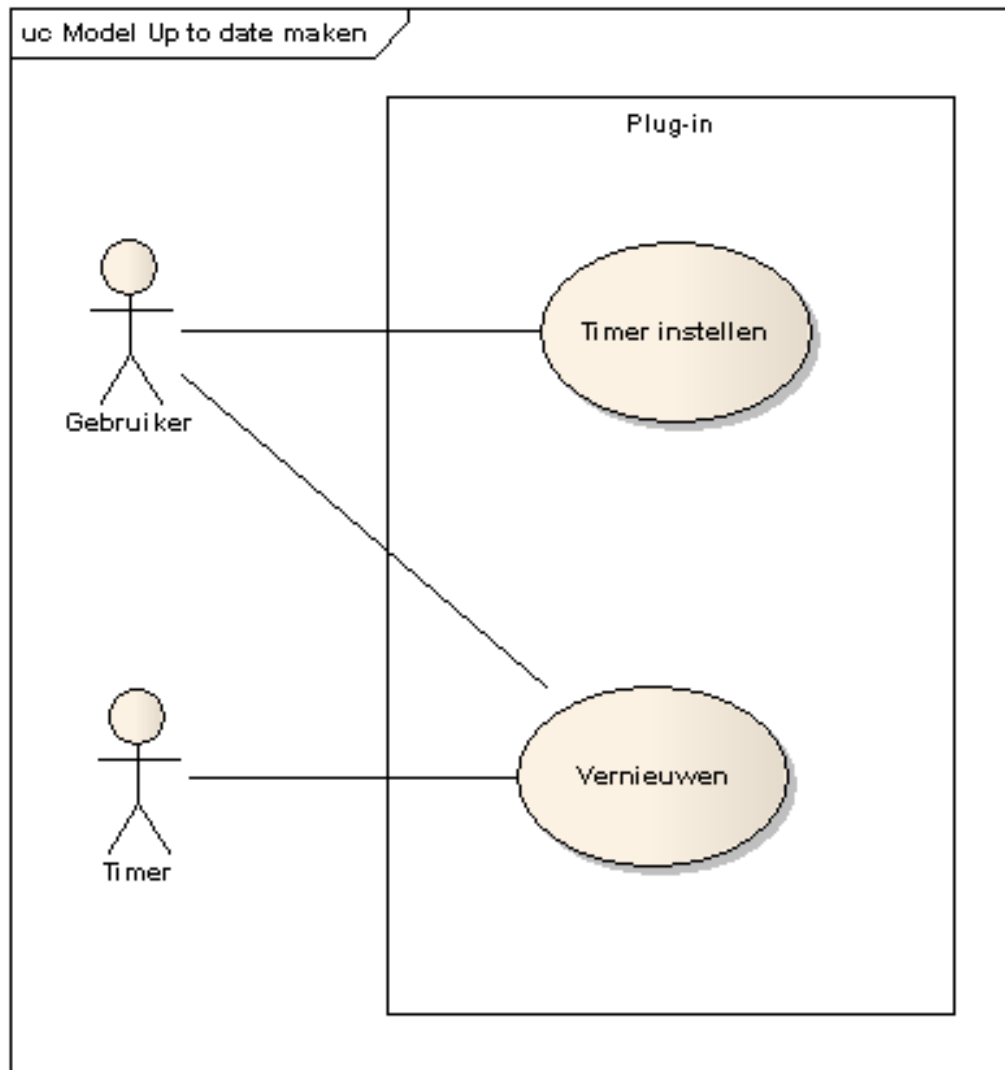 uc Model Up to date maken
Plug-in
Timer instellen
Gebruiker
Vernieuwen
Timer